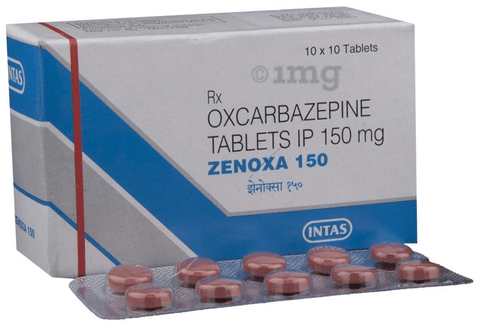 10 x 10 Tablets
©1mg
Rx
OXCARBAZEPINE
TABLETS IP 150 mg
ZENOXA 150
झेनोक्सा १५०
INTAS
INTAS
ZENOXA 150